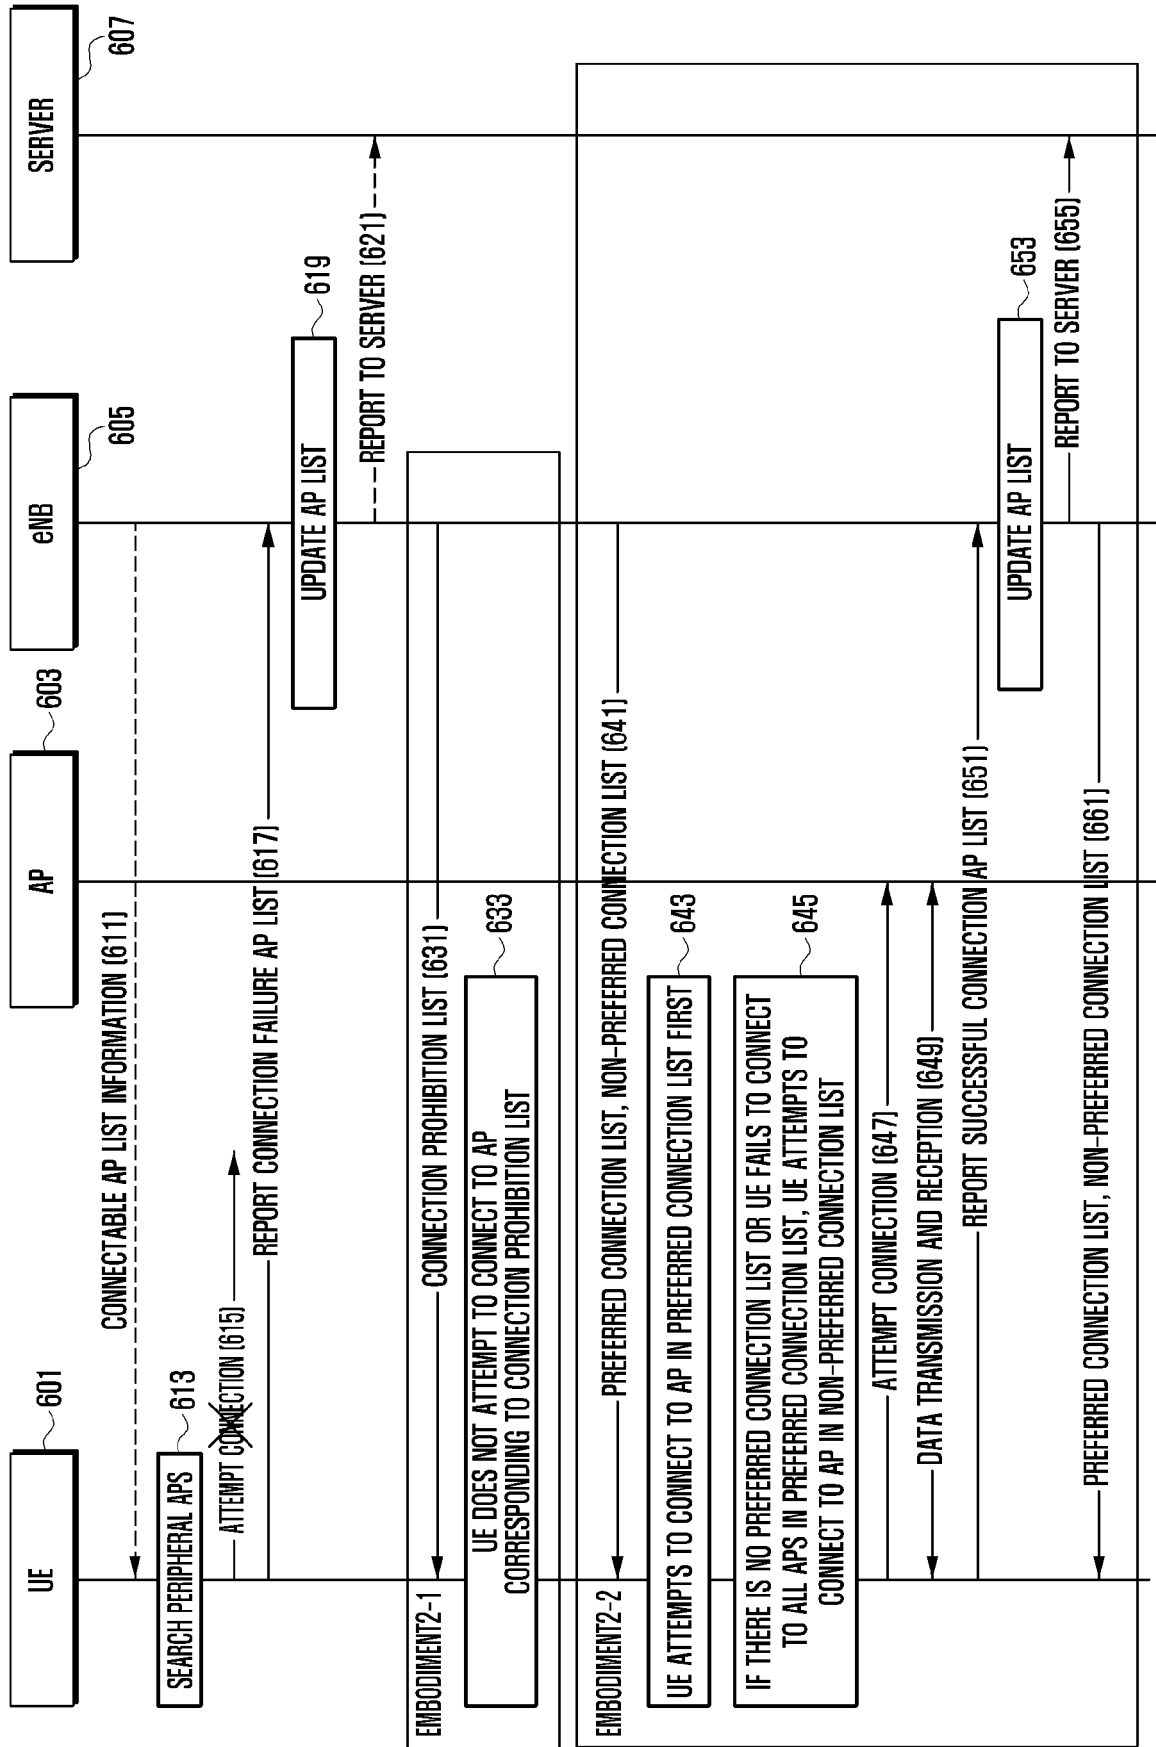 UE
601
AP
603
eNB
605
SERVER
607
CONNECTABLE AP LIST INFORMATION (611)
SEARCH PERIPHERAL APS
613
ATTEMPT CONNECTION (615)
REPORT CONNECTION FAILURE AP LIST (617)
UPDATE AP LIST
619
REPORT TO SERVER (621)
EMBODIMENT2-1
CONNECTION PROHIBITION LIST (631)
UE DOES NOT ATTEMPT TO CONNECT TO AP
CORRESPONDING TO CONNECTION PROHIBITION LIST
633
EMBODIMENT2-2
PREFERRED CONNECTION LIST, NON-PREFERRED CONNECTION LIST (641)
UE ATTEMPTS TO CONNECT TO AP IN PREFERRED CONNECTION LIST FIRST
643
IF THERE IS NO PREFERRED CONNECTION LIST OR UE FAILS TO CONNECT
TO ALL APS IN PREFERRED CONNECTION LIST, UE ATTEMPTS TO
CONNECT TO AP IN NON-PREFERRED CONNECTION LIST
645
ATTEMPT CONNECTION (647)
DATA TRANSMISSION AND RECEPTION (649)
REPORT SUCCESSFUL CONNECTION AP LIST (651)
UPDATE AP LIST
653
REPORT TO SERVER (655)
PREFERRED CONNECTION LIST, NON-PREFERRED CONNECTION LIST (661)